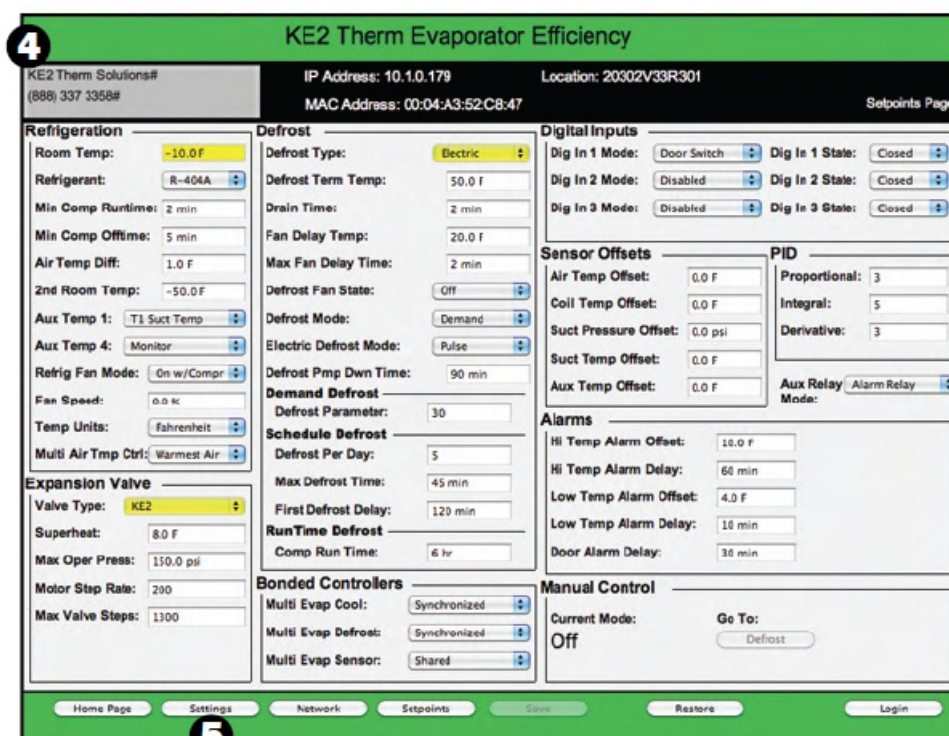 4
KE2 Therm Evaporator Efficiency
KE2 Therm Solutions#
(888) 337 3358#
IP Address: 10.1.0.179
Location: 20302V33R301
MAC Address: 00:04:A3:52:C8:47
Setpoints Page
Refrigeration
Room Temp: -10.0 F
Refrigerant: R-404A
Min Comp Runtime: 2 min
Min Comp Offtime: 5 min
Air Temp Diff: 1.0 F
2nd Room Temp: -50.0 F
Aux Temp 1: T1 Suct Temp
Aux Temp 4: Monitor
Refrig Fan Mode: On w/Compr
Fan Speed: 0.0 %
Temp Units: Fahrenheit
Multi Air Tmp Ctrl: Warmest Air
Expansion Valve
Valve Type: KE2
Superheat: 8.0 F
Max Oper Press: 150.0 psi
Motor Step Rate: 200
Max Valve Steps: 1300
Defrost
Defrost Type: Electric
Defrost Term Temp: 50.0 F
Drain Time: 2 min
Fan Delay Temp: 20.0 F
Max Fan Delay Time: 2 min
Defrost Fan State: Off
Defrost Mode: Demand
Electric Defrost Mode: Pulse
Defrost Pmp Dwn Time: 90 min
Demand Defrost
Defrost Parameter: 30
Schedule Defrost
Defrost Per Day: 5
Max Defrost Time: 45 min
First Defrost Delay: 120 min
RunTime Defrost
Comp Run Time: 6 hr
Bonded Controllers
Multi Evap Cool: Synchronized
Multi Evap Defrost: Synchronized
Multi Evap Sensor: Shared
Digital Inputs
Dig In 1 Mode: Door Switch Dig In 1 State: Closed
Dig In 2 Mode: Disabled Dig In 2 State: Closed
Dig In 3 Mode: Disabled Dig In 3 State: Closed
Sensor Offsets
Air Temp Offset: 0.0 F
Coil Temp Offset: 0.0 F
Suct Pressure Offset: 0.0 psi
Suct Temp Offset: 0.0 F
Aux Temp Offset: 0.0 F
PID
Proportional: 3
Integral: 5
Derivative: 3
Aux Relay Alarm Relay
Mode:
Alarms
Hi Temp Alarm Offset: 10.0 F
Hi Temp Alarm Delay: 60 min
Low Temp Alarm Offset: 4.0 F
Low Temp Alarm Delay: 10 min
Door Alarm Delay: 30 min
Manual Control
Current Mode: Go To:
Off Defrost
Home Page Settings Network Setpoints Save Restore Login
5